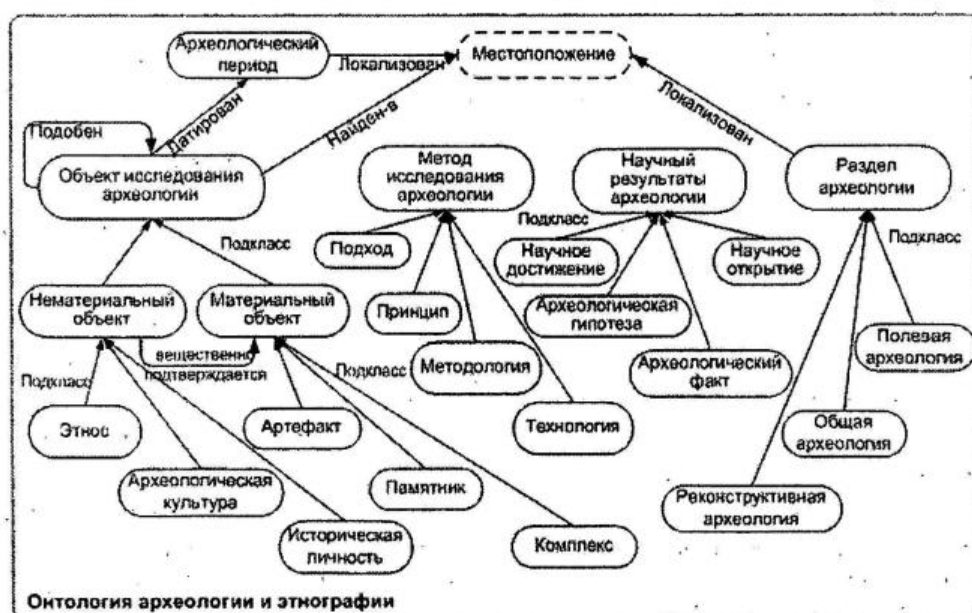 Археологический
период
Локализован
Местоположение
Подобен
Датирован
Найден-в
Локализован
Объект исследования
археологии
Метод
исследования
археологии
Научный
результаты
археологии
Раздел
археологии
Подкласс
Подход
Подкласс
Научное
достижение
Научное
открытие
Подкласс
Нематериальный
объект
Материальный
объект
Принцип
Археологическая
гипотеза
Полевая
археология
вещественно
подтверждается
Подкласс
Подкласс
Методология
Археологический
факт
Этнос
Артефакт
Технология
Общая
археология
Археологическая
культура
Памятник
Реконструктивная
археология
Историческая
личность
Комплекс
Онтология археологии и этнографии